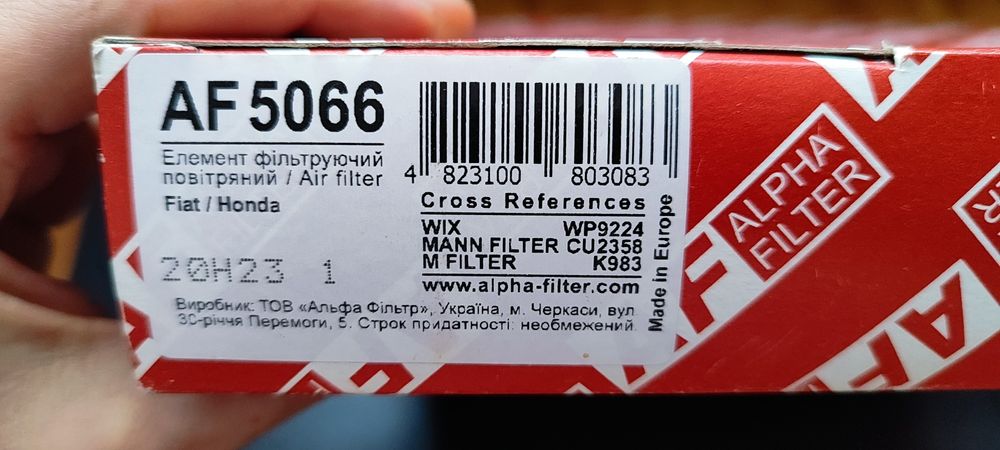 AF 5066
Елемент фільтруючий
повітряний / Air filter
Fiat / Honda
20H23 1
4 823100 803083
Cross References
WIX WP9224
MANN FILTER CU2358
M FILTER K983
www.alpha-filter.com
Made in Europe
Виробник: ТОВ «Альфа Фільтр», Україна, м. Черкаси, вул
30-річчя Перемоги, 5. Строк придатності: необмежений.
ALPHA
FILTER
AF
AF